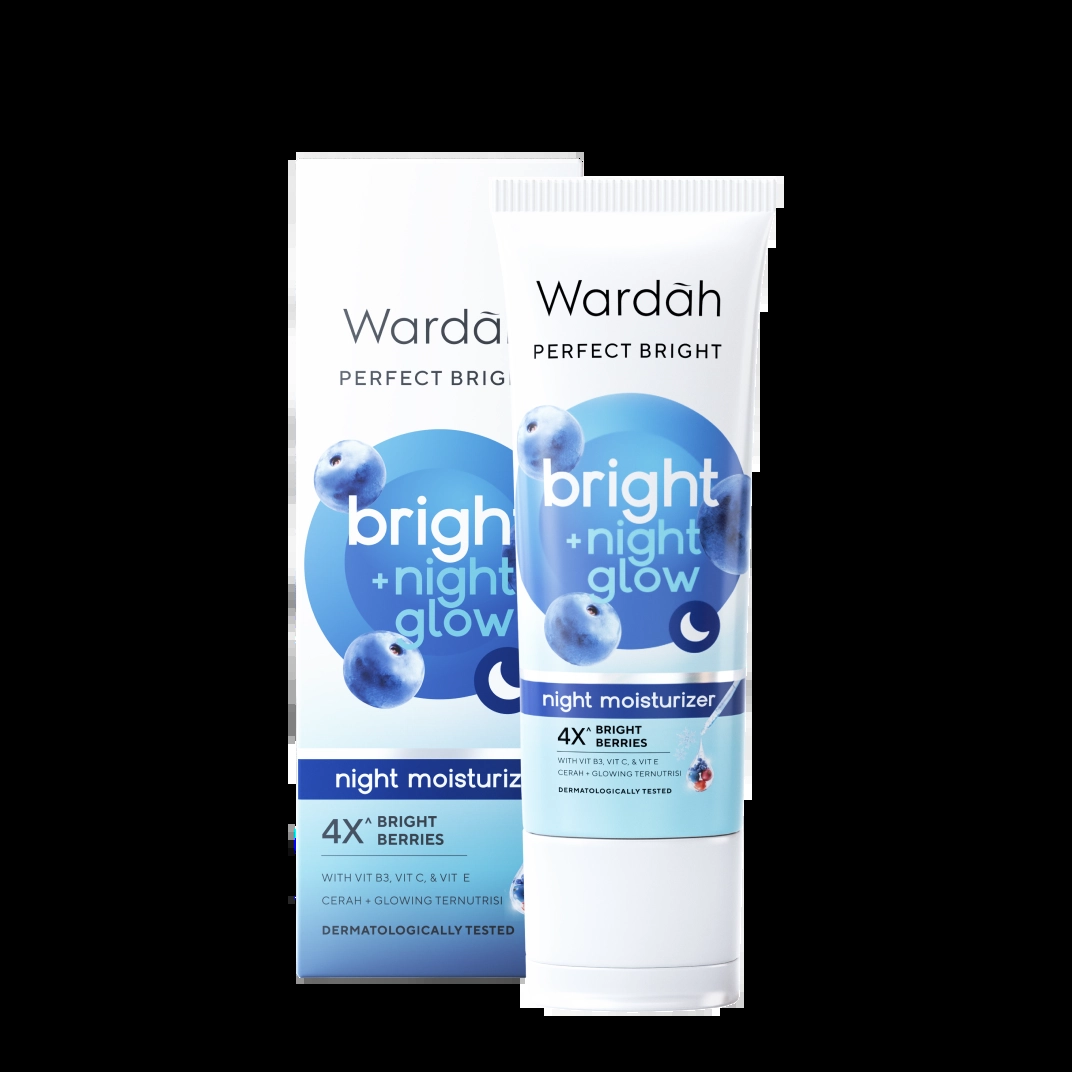 Wardah
PERFECT BRIG
bright
+night
glow
night moisturiz
4X^ BRIGHT
BERRIES
WITH VIT B3, VIT C, & VIT E
CERAH + GLOWING TERNUTRISI
DERMATOLOGICALLY TESTED
Wardah
PERFECT BRIGHT
bright
+night
glow
night moisturizer
4X^ BRIGHT
BERRIES
WITH VIT B3, VIT C, & VIT E
CERAH + GLOWING TERNUTRISI
DERMATOLOGICALLY TESTED